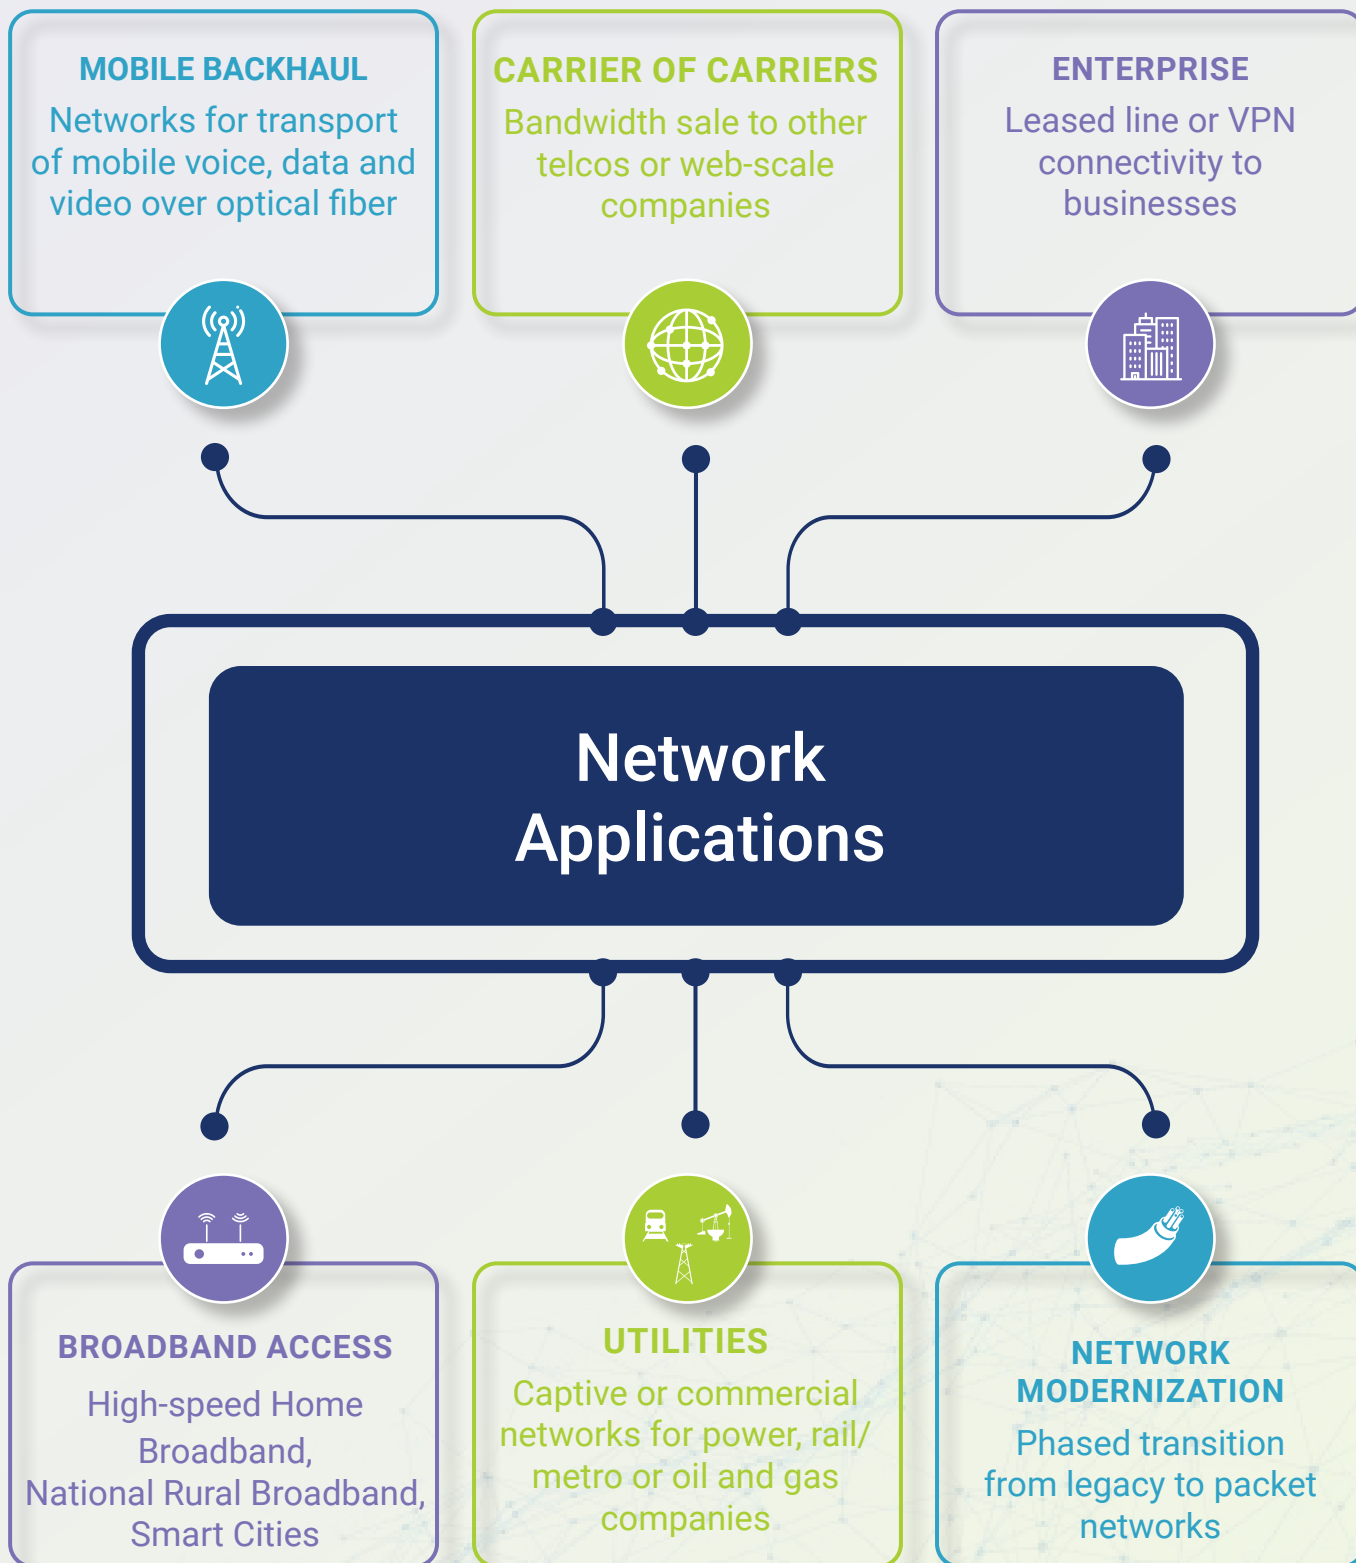 MOBILE BACKHAUL
Networks for transport
of mobile voice, data and
video over optical fiber
CARRIER OF CARRIERS
Bandwidth sale to other
telcos or web-scale
companies
ENTERPRISE
Leased line or VPN
connectivity to
businesses
Network
Applications
BROADBAND ACCESS
High-speed Home
Broadband,
National Rural Broadband,
Smart Cities
UTILITIES
Captive or commercial
networks for power, rail/
metro or oil and gas
companies
NETWORK
MODERNIZATION
Phased transition
from legacy to packet
networks